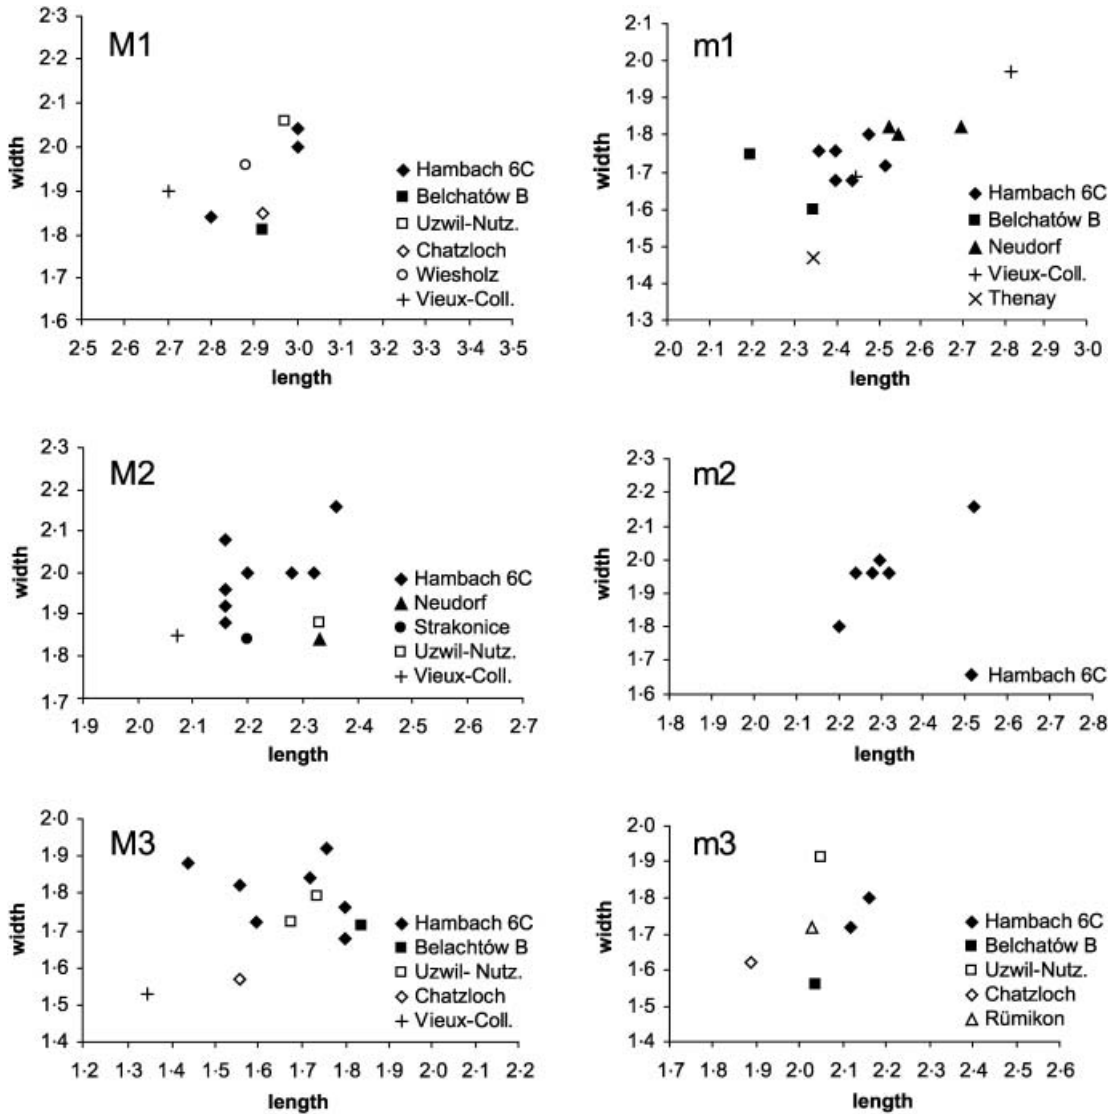 M1
width
2·3
2·2
2·1
2·0
1·9
1·8
1·7
1·6
2·5 2·6 2·7 2·8 2·9 3·0 3·1 3·2 3·3 3·4 3·5
length
Hambach 6C
Belchatów B
Uzwil-Nutz.
Chatzloch
Wiesholz
Vieux-Coll.
m1
width
2·1
2·0
1·9
1·8
1·7
1·6
1·5
1·4
1·3
2·0 2·1 2·2 2·3 2·4 2·5 2·6 2·7 2·8 2·9 3·0
length
Hambach 6C
Belchatów B
Neudorf
Vieux-Coll.
Thenay
M2
width
2·3
2·2
2·1
2·0
1·9
1·8
1·7
1·9 2·0 2·1 2·2 2·3 2·4 2·5 2·6 2·7
length
Hambach 6C
Neudorf
Strakonice
Uzwil-Nutz.
Vieux-Coll.
m2
width
2·3
2·2
2·1
2·0
1·9
1·8
1·7
1·6
1·8 1·9 2·0 2·1 2·2 2·3 2·4 2·5 2·6 2·7 2·8
length
Hambach 6C
M3
width
2·0
1·9
1·8
1·7
1·6
1·5
1·4
1·2 1·3 1·4 1·5 1·6 1·7 1·8 1·9 2·0 2·1 2·2
length
Hambach 6C
Belachtów B
Uzwil- Nutz.
Chatzloch
Vieux-Coll.
m3
width
2·0
1·9
1·8
1·7
1·6
1·5
1·4
1·7 1·8 1·9 2·0 2·1 2·2 2·3 2·4 2·5 2·6
length
Hambach 6C
Belchatów B
Uzwil-Nutz.
Chatzloch
Rümikon